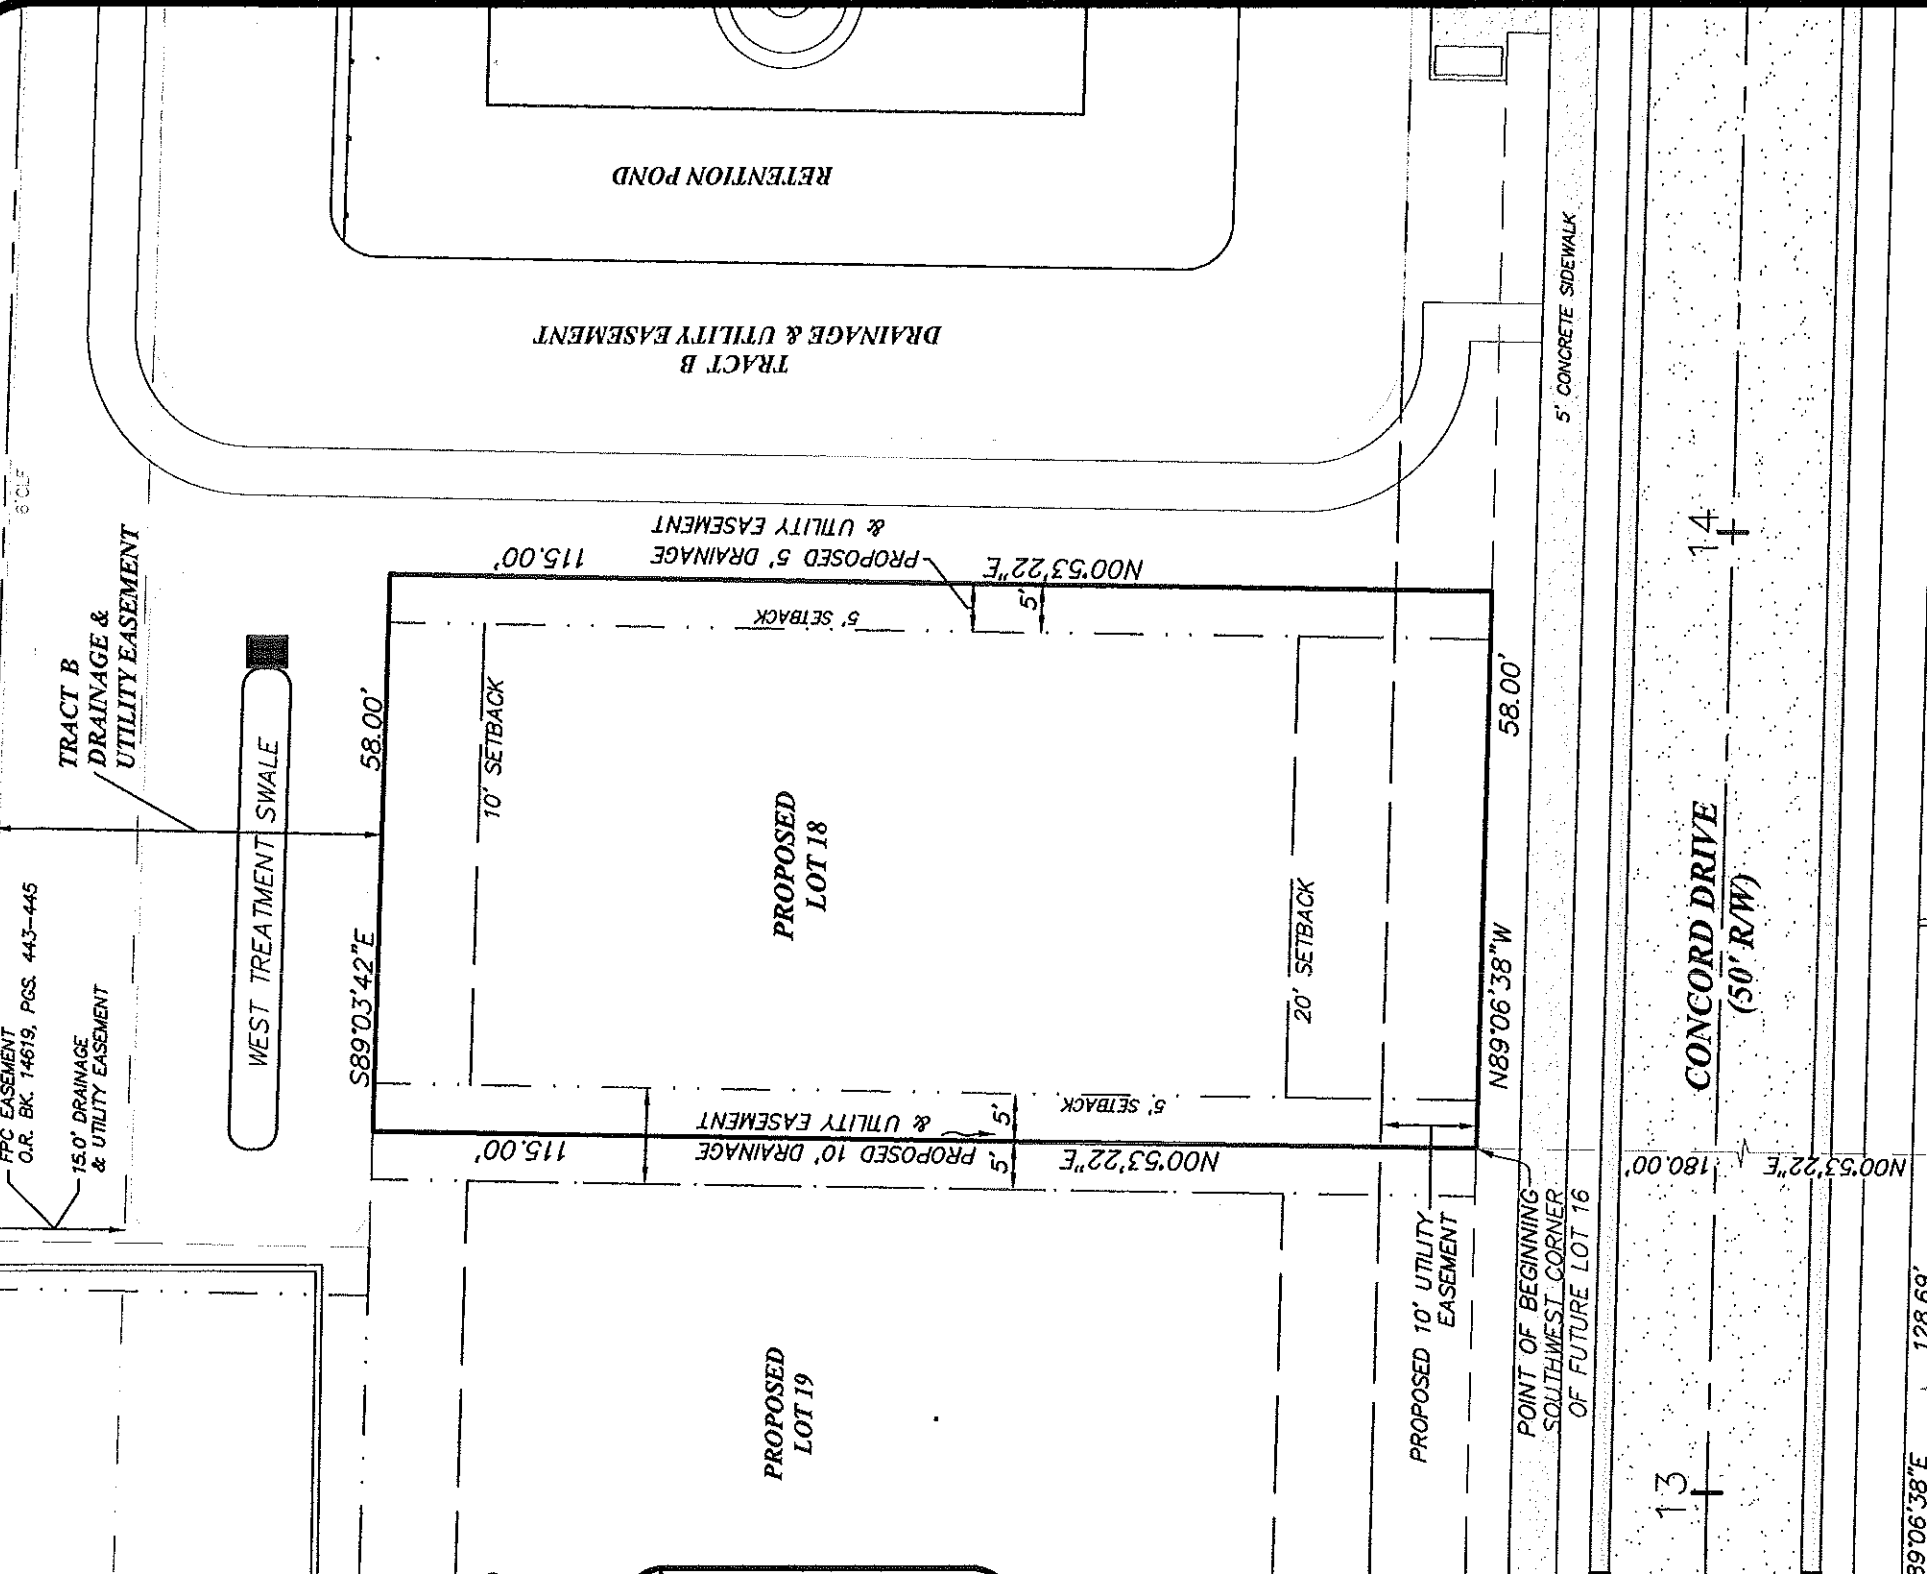 RETENTION POND
TRACT B
DRAINAGE & UTILITY EASEMENT
5' CONCRETE SIDEWALK
6'CLF
TRACT B
DRAINAGE &
UTILITY EASEMENT
PROPOSED 5' DRAINAGE
& UTILITY EASEMENT
115.00'
N00°53'22"E
5'
5' SETBACK
58.00'
10' SETBACK
WEST TREATMENT SWALE
S89°03'42"E
PROPOSED
LOT 18
20' SETBACK
58.00'
N89°06'38"W
14
CONCORD DRIVE
(50' R/W)
FPC EASEMENT
O.R. BK. 14619, PGS. 443-445
15.0' DRAINAGE
& UTILITY EASEMENT
5' SETBACK
5'
5'
PROPOSED 10' DRAINAGE
& UTILITY EASEMENT
115.00'
N00°53'22"E
180.00'
N00°53'22"E
PROPOSED
LOT 19
PROPOSED 10' UTILITY
EASEMENT
POINT OF BEGINNING
SOUTHWEST CORNER
OF FUTURE LOT 16
13
89°06'38"E
128.69'